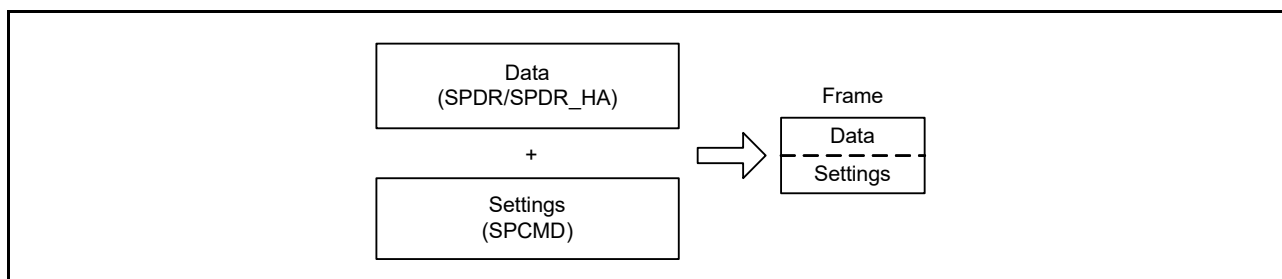 Data
(SPDR/SPDR_HA)
+
Settings
(SPCMD)
Frame
Data
Settings